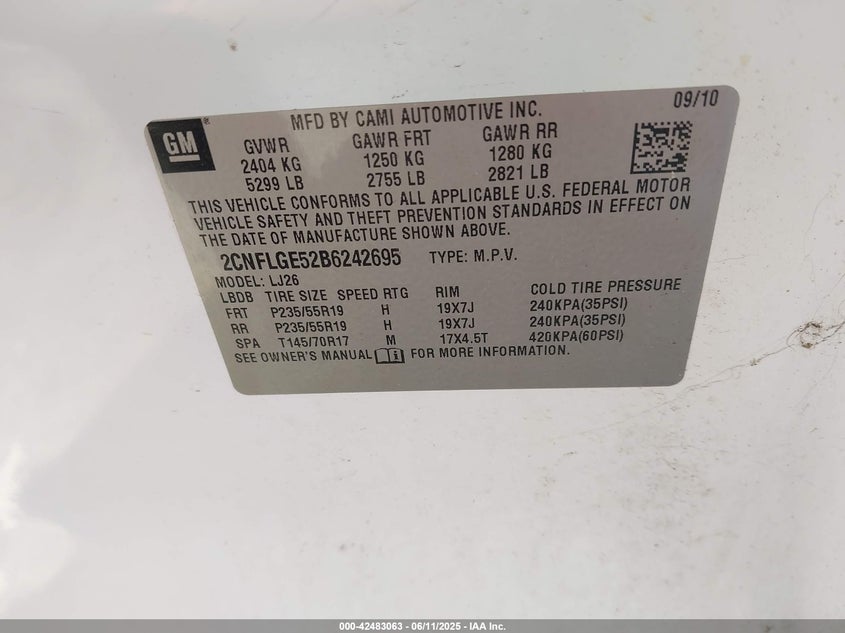 GM
MFD BY CAMI AUTOMOTIVE INC.
09/10
GVWR GAWR FRT GAWR RR
2404 KG 1250 KG 1280 KG
5299 LB 2755 LB 2821 LB
THIS VEHICLE CONFORMS TO ALL APPLICABLE U.S. FEDERAL MOTOR
VEHICLE SAFETY AND THEFT PREVENTION STANDARDS IN EFFECT ON
THE DATE OF MANUFACTURE SHOWN ABOVE.
2CNFLGE52B6242695 TYPE: M.P.V.
MODEL: LJ26
LBDB TIRE SIZE SPEED RTG RIM COLD TIRE PRESSURE
FRT P235/55R19 H 19X7J 240KPA(35PSI)
RR P235/55R19 H 19X7J 240KPA(35PSI)
SPA T145/70R17 M 17X4.5T 420KPA(60PSI)
SEE OWNER'S MANUAL i FOR MORE INFORMATION.
000-42483063 - 06/11/2025 - IAA Inc.